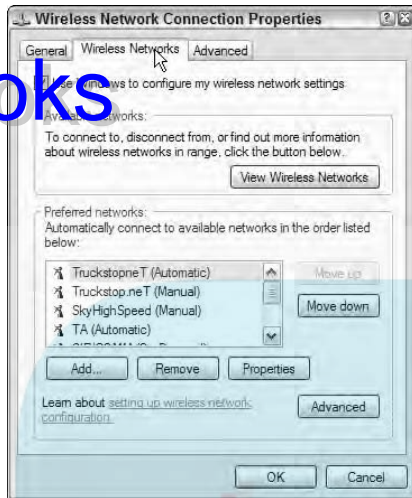 Wireless Network Connection Properties
General Wireless Networks Advanced
oks
Use Windows to configure my wireless network settings
Available networks:
To connect to, disconnect from, or find out more information
about wireless networks in range, click the button below.
View Wireless Networks
Preferred networks:
Automatically connect to available networks in the order listed
below:
TruckstopneT (Automatic)
Truckstop.neT (Manual)
SkyHighSpeed (Manual)
TA (Automatic)
Move up
Move down
Add... Remove Properties
Learn about setting up wireless network
configuration.
Advanced
OK Cancel